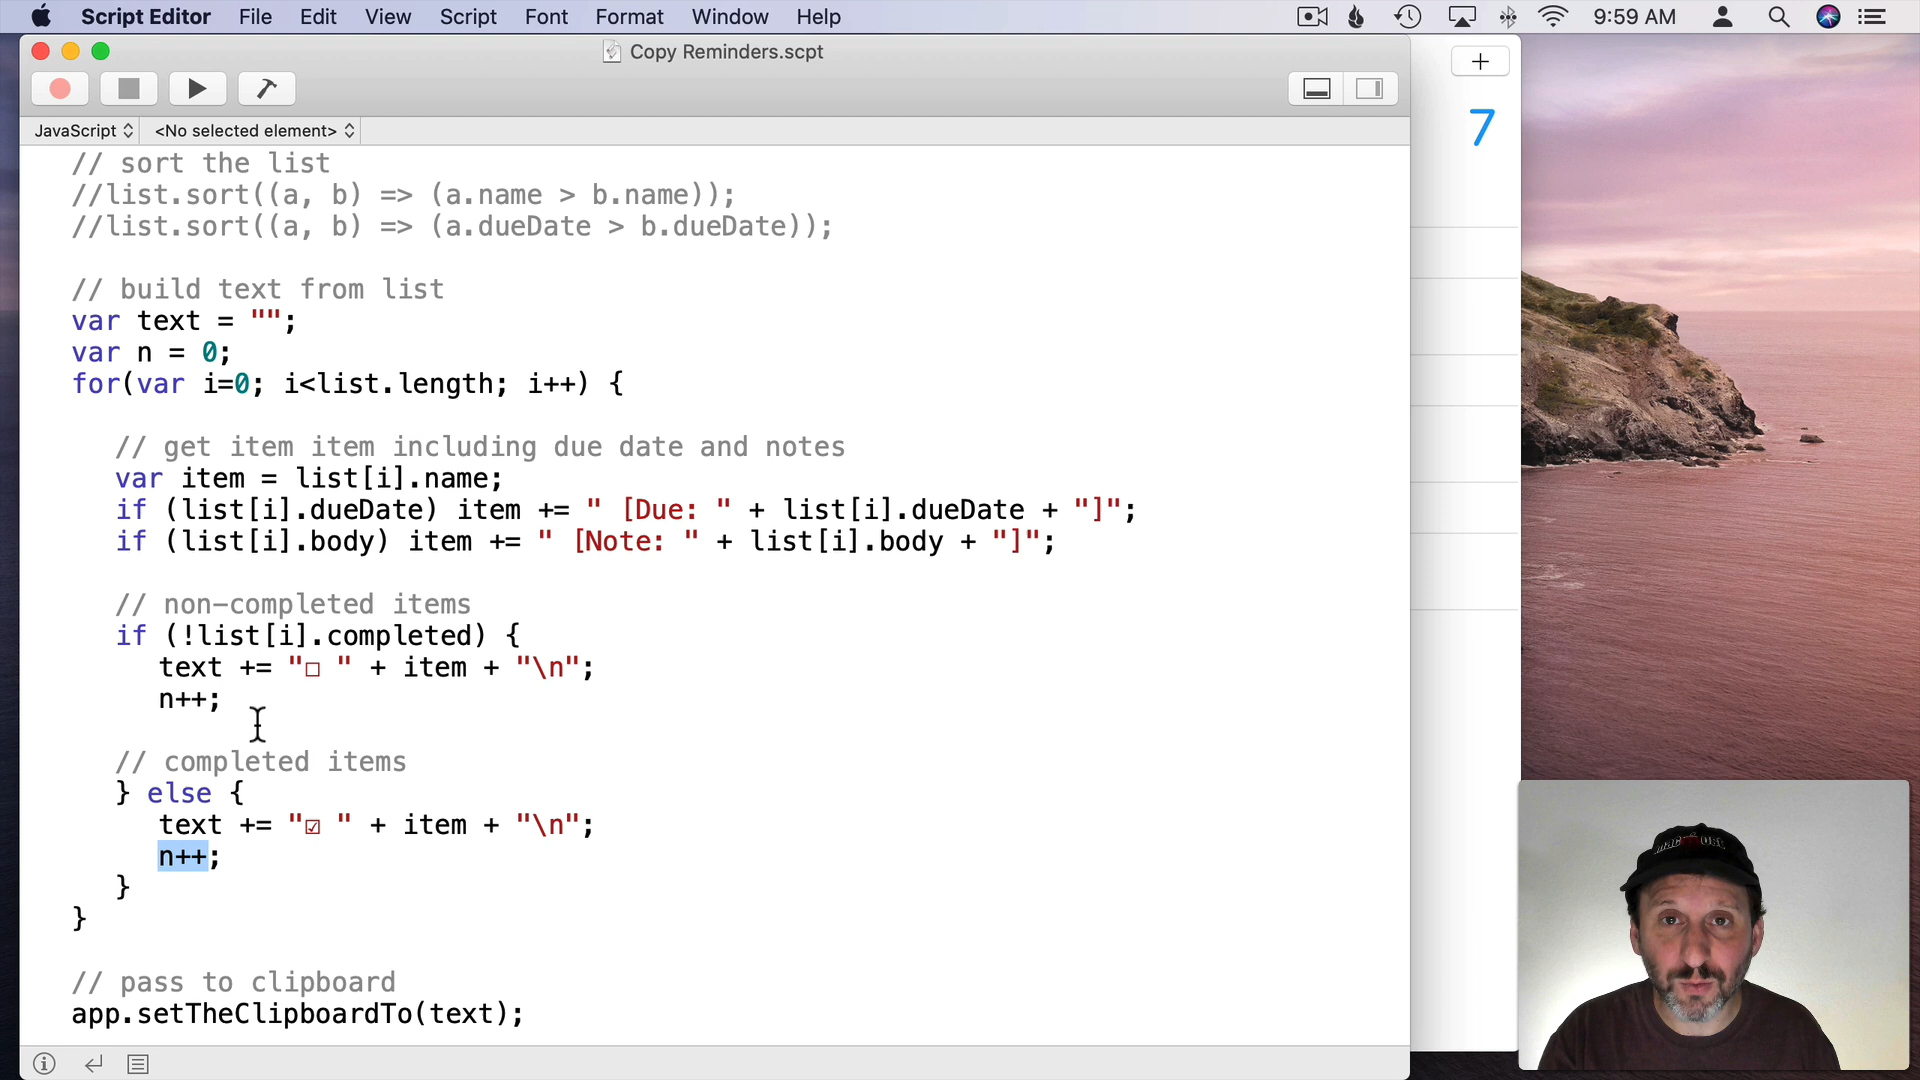 Script Editor File Edit View Script Font Format Window Help 9:59 AM
Copy Reminders.scpt
JavaScript <No selected element>
7
// sort the list
//list.sort((a, b) => (a.name > b.name));
//list.sort((a, b) => (a.dueDate > b.dueDate));
// build text from list
var text = "";
var n = 0;
for(var i=0; i<list.length; i++) {
// get item item including due date and notes
var item = list[i].name;
if (list[i].dueDate) item += " [Due: " + list[i].dueDate + "]";
if (list[i].body) item += " [Note: " + list[i].body + "]";
// non-completed items
if (!list[i].completed) {
text += "☐ " + item + "\n";
n++;
// completed items
} else {
text += "☑ " + item + "\n";
n++;
}
}
// pass to clipboard
app.setTheClipboardTo(text);